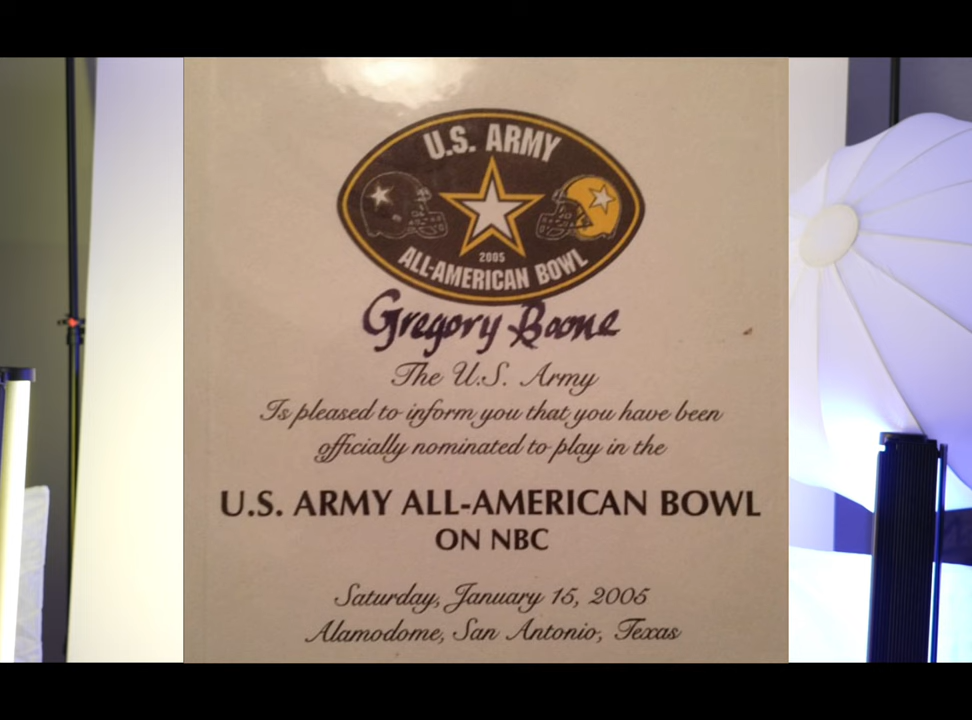 U.S. ARMY
2005
ALL-AMERICAN BOWL
Gregory Boone
The U.S. Army
Is pleased to inform you that you have been
officially nominated to play in the
U.S. ARMY ALL-AMERICAN BOWL
ON NBC
Saturday, January 15, 2005
Alamodome, San Antonio, Texas